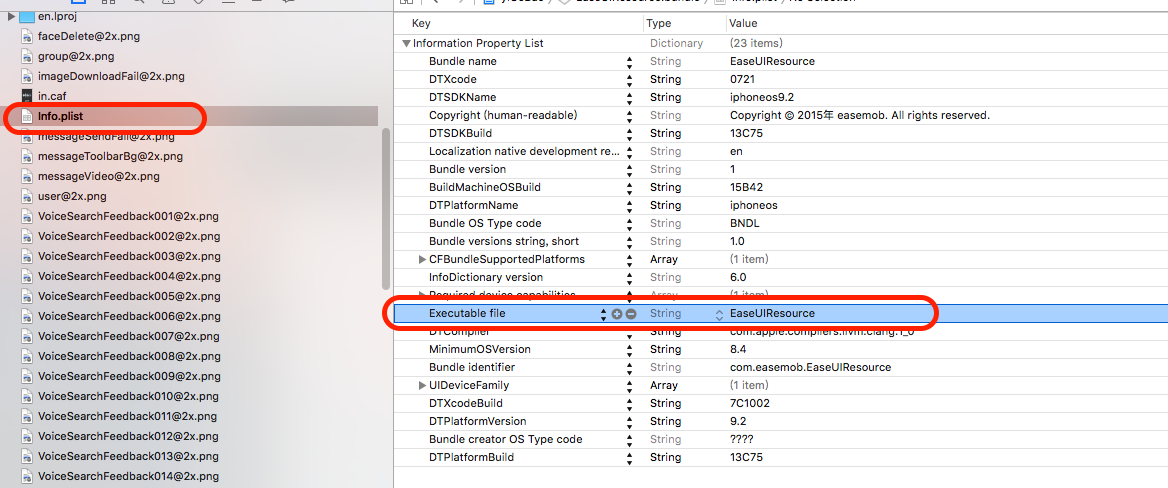 en.lproj
faceDelete@2x.png
group@2x.png
imageDownloadFail@2x.png
in.caf
Info.plist
messageSendFail@2x.png
messageToolbarBg@2x.png
messageVideo@2x.png
user@2x.png
VoiceSearchFeedback001@2x.png
VoiceSearchFeedback002@2x.png
VoiceSearchFeedback003@2x.png
VoiceSearchFeedback004@2x.png
VoiceSearchFeedback005@2x.png
VoiceSearchFeedback006@2x.png
VoiceSearchFeedback007@2x.png
VoiceSearchFeedback008@2x.png
VoiceSearchFeedback009@2x.png
VoiceSearchFeedback010@2x.png
VoiceSearchFeedback011@2x.png
VoiceSearchFeedback012@2x.png
VoiceSearchFeedback013@2x.png
VoiceSearchFeedback014@2x.png
Key Type Value
Information Property List Dictionary (23 items)
Bundle name String EaseUIResource
DTXcode String 0721
DTSDKName String iphoneos9.2
Copyright (human-readable) String Copyright © 2015年 easemob. All rights reserved.
DTSDKBuild String 13C75
Localization native development re... String en
Bundle version String 1
BuildMachineOSBuild String 15B42
DTPlatformName String iphoneos
Bundle OS Type code String BNDL
Bundle versions string, short String 1.0
CFBundleSupportedPlatforms Array (1 item)
InfoDictionary version String 6.0
Required device capabilities Array (1 item)
Executable file String EaseUIResource
DTCompiler String com.apple.compilers.llvm.clang.1_0
MinimumOSVersion String 8.4
Bundle identifier String com.easemob.EaseUIResource
UIDeviceFamily Array (1 item)
DTXcodeBuild String 7C1002
DTPlatformVersion String 9.2
Bundle creator OS Type code String ????
DTPlatformBuild String 13C75